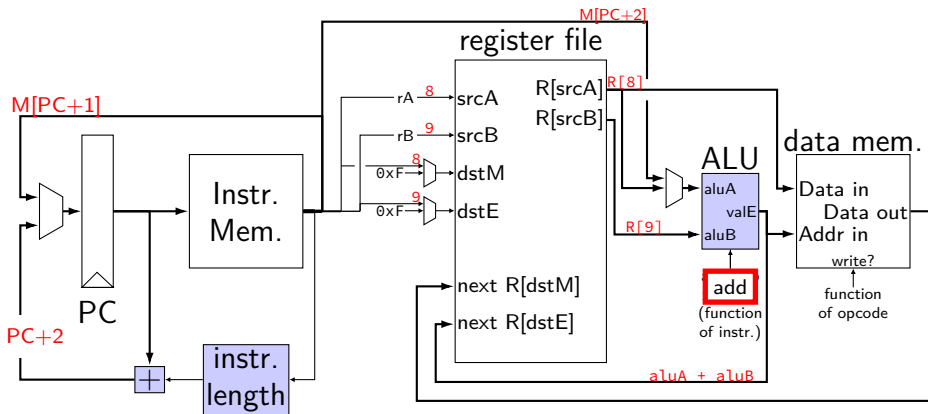 M[PC+2]
register file
M[PC+1]
rA 8 srcA
R[srcA] R[8]
R[srcB]
rB 9 srcB
8
0xF
dstM
9
0xF
dstE
Instr.
Mem.
PC
ALU
aluA
valE
aluB
R[9]
data mem.
Data in
Data out
Addr in
write?
function
of opcode
add
(function
of instr.)
next R[dstM]
next R[dstE]
PC+2
+
instr.
length
aluA + aluB